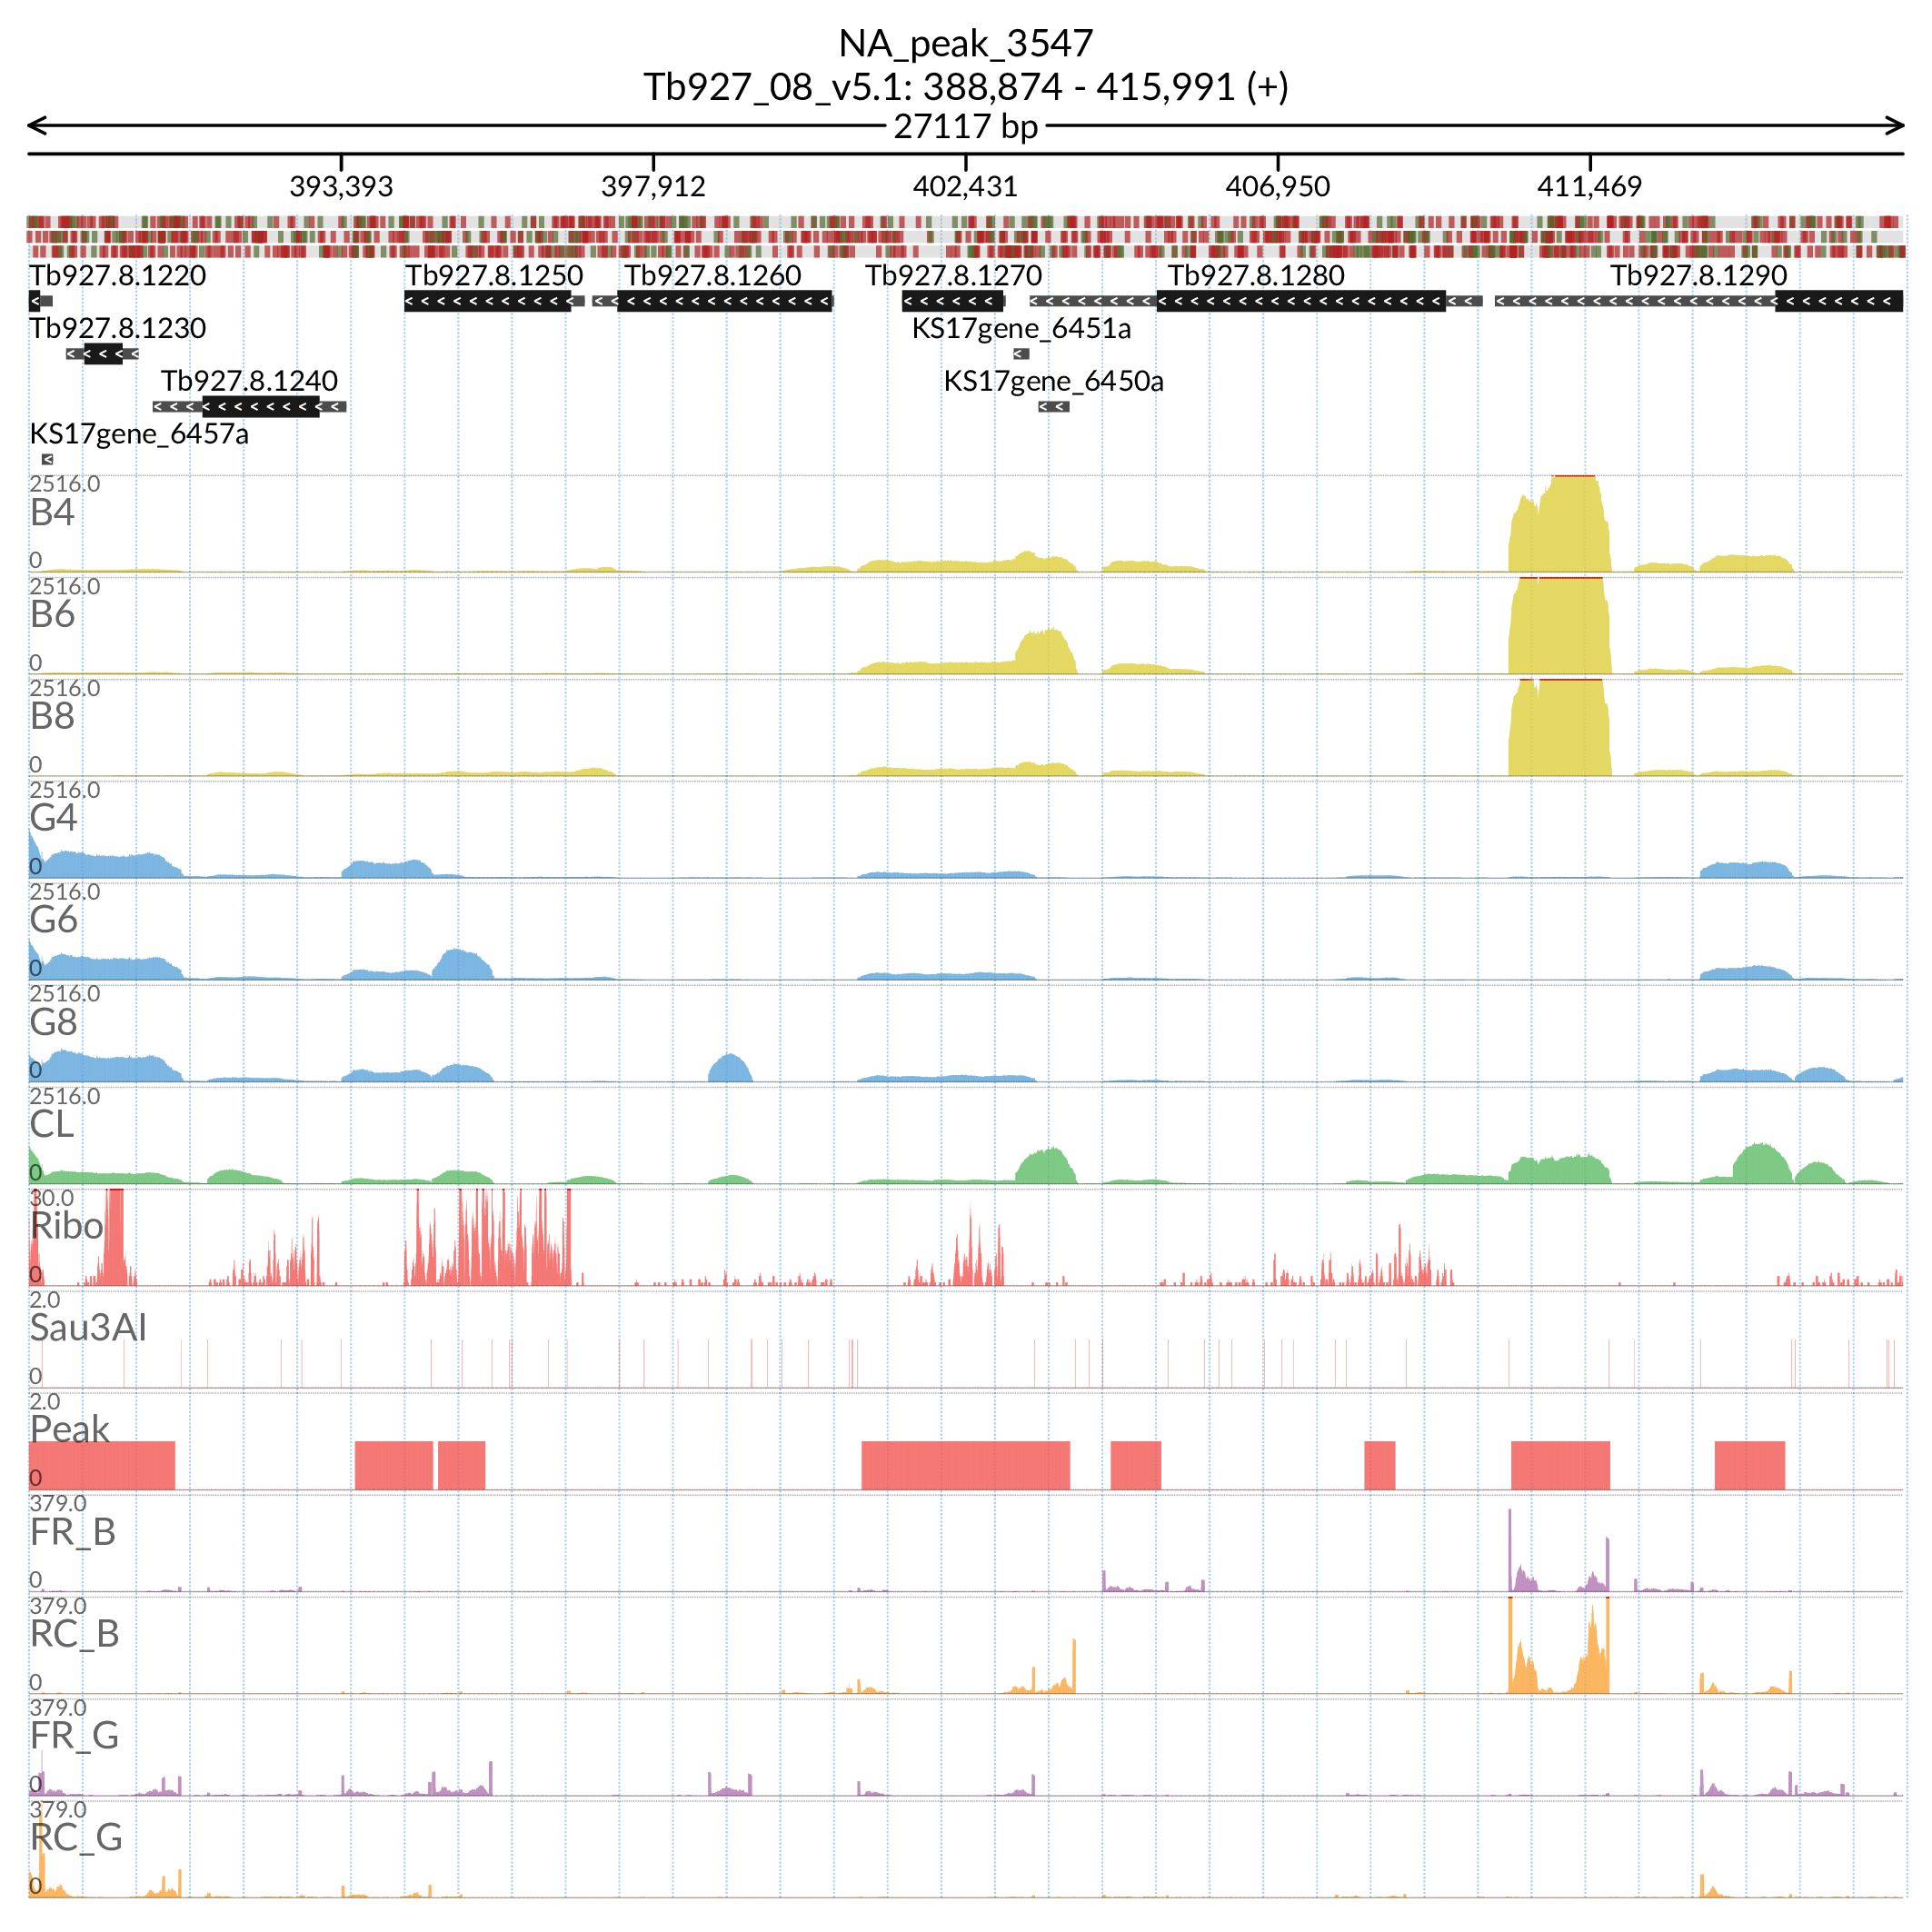 NA_peak_3547
Tb927_08_v5.1: 388,874 - 415,991 (+)
27117 bp
393,393 397,912 402,431 406,950 411,469
Tb927.8.1220 Tb927.8.1250 Tb927.8.1260 Tb927.8.1270 Tb927.8.1280 Tb927.8.1290
Tb927.8.1230 KS17gene_6451a
Tb927.8.1240 KS17gene_6450a
KS17gene_6457a
2516.0
B4
0
2516.0
B6
0
2516.0
B8
0
2516.0
G4
0
2516.0
G6
0
2516.0
G8
0
2516.0
CL
0
30.0
Ribo
0
2.0
Sau3AI
0
2.0
Peak
0
379.0
FR_B
0
379.0
RC_B
0
379.0
FR_G
0
379.0
RC_G
0